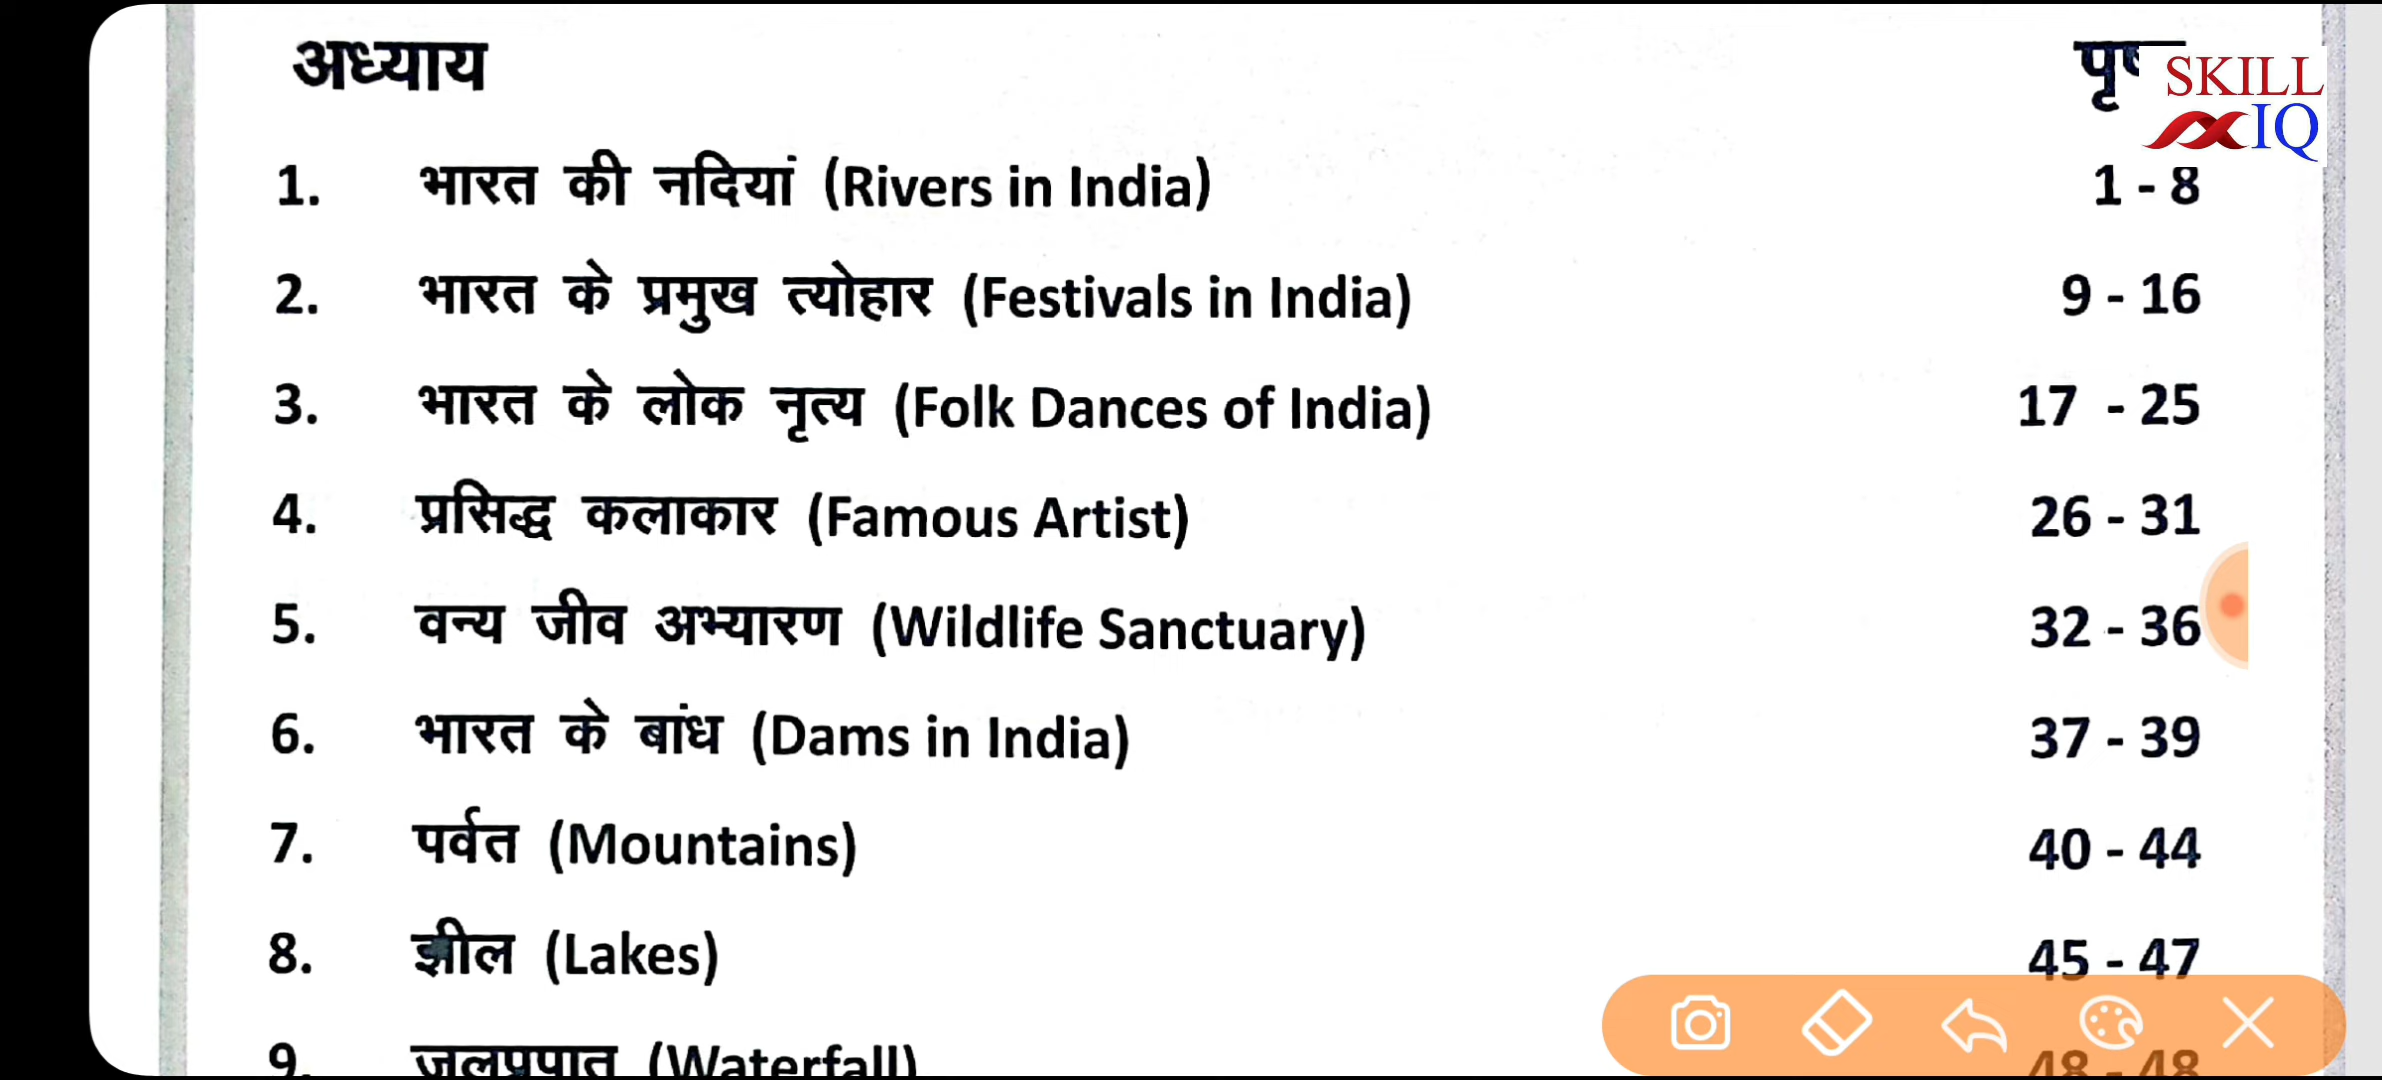 अध्याय
SKILL
IQ
1. भारत की नदियां (Rivers in India) 1 - 8
2. भारत के प्रमुख त्योहार (Festivals in India) 9 - 16
3. भारत के लोक नृत्य (Folk Dances of India) 17 - 25
4. प्रसिद्ध कलाकार (Famous Artist) 26 - 31
5. वन्य जीव अभ्यारण (Wildlife Sanctuary) 32 - 36
6. भारत के बांध (Dams in India) 37 - 39
7. पर्वत (Mountains) 40 - 44
8. झील (Lakes) 45 - 47
9. जलप्रपात (Waterfall) 48 - 48